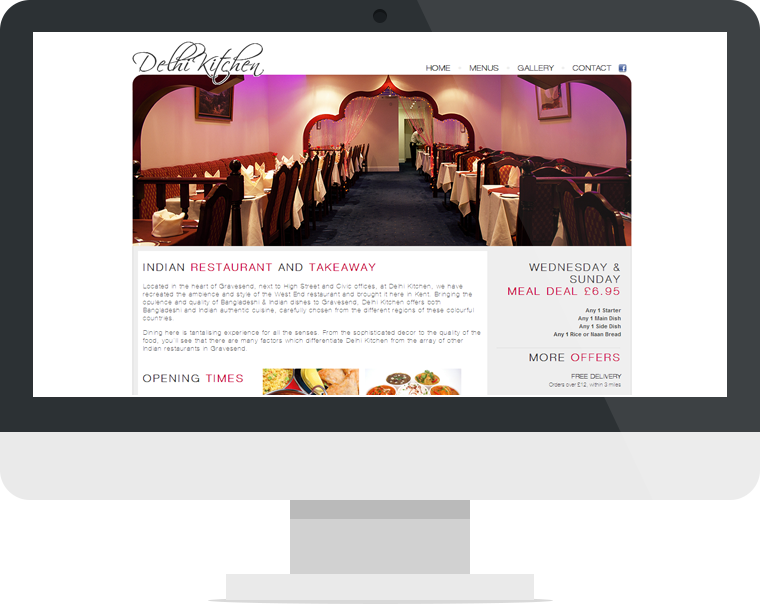 Delhi Kitchen
HOME MENUS GALLERY CONTACT
INDIAN RESTAURANT AND TAKEAWAY
Located in the heart of Gravesend, next to High Street and Civic offices, at Delhi Kitchen, we have
recreated the ambience and style of the West End restaurant and brought it here in Kent. Bringing the
opulence and quality of Bangladeshi & Indian dishes to Gravesend, Delhi Kitchen offers both
Bangladeshi and Indian authentic cuisine, carefully chosen from the different regions of these colourful
countries.
Dining here is tantalising experience for all the senses. From the sophisticated decor to the quality of the
food, you'll see that there are many factors which differentiate Delhi Kitchen from the array of other
Indian restaurants in Gravesend.
OPENING TIMES
WEDNESDAY &
SUNDAY
MEAL DEAL £6.95
Any 1 Starter
Any 1 Main Dish
Any 1 Side Dish
Any 1 Rice or Naan Bread
MORE OFFERS
FREE DELIVERY
Orders over £12, within 3 miles